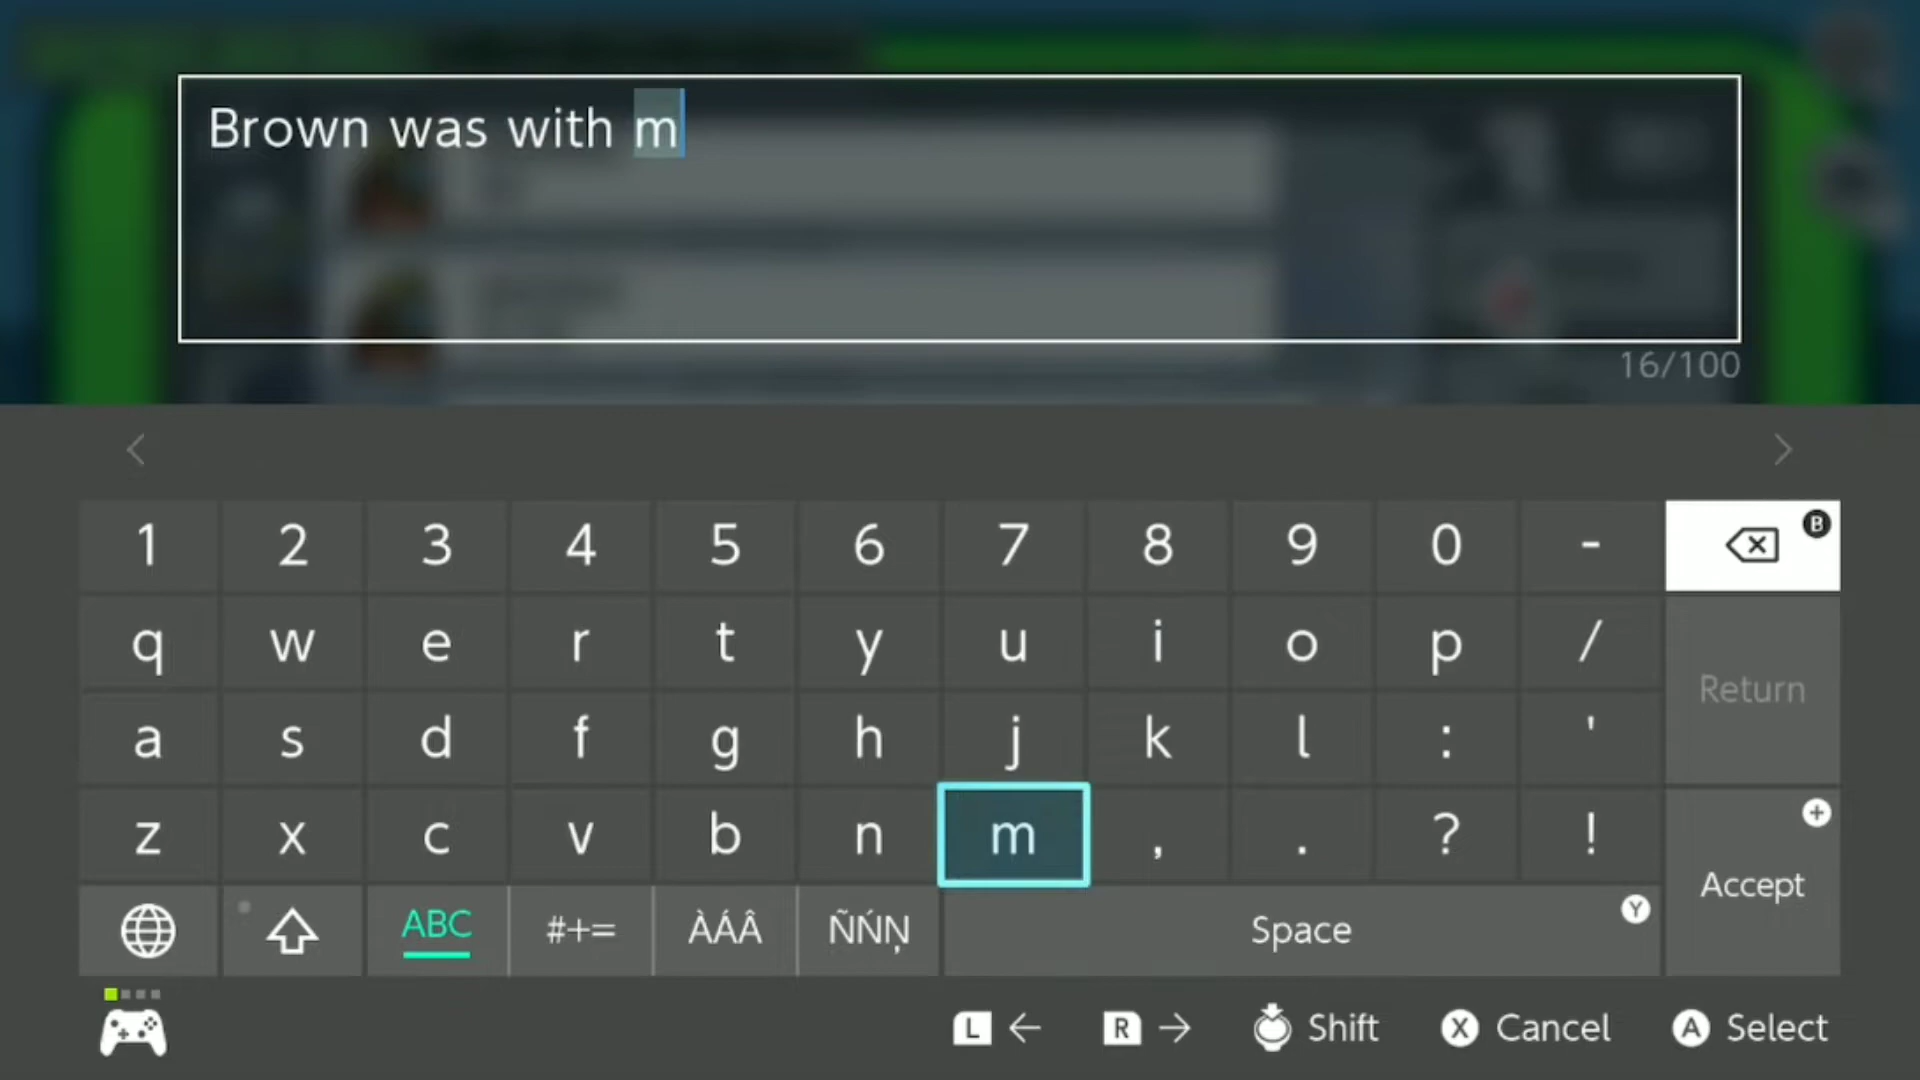 Brown was with m
16/100
< >
1 2 3 4 5 6 7 8 9 0 - B
q w e r t y u i o p /
Return
a s d f g h j k l : '
z x c v b n m , . ? ! +
Accept
ABC #+= ÀÁÂ ÑŃŅ Space Y
L ← R → Shift X Cancel A Select